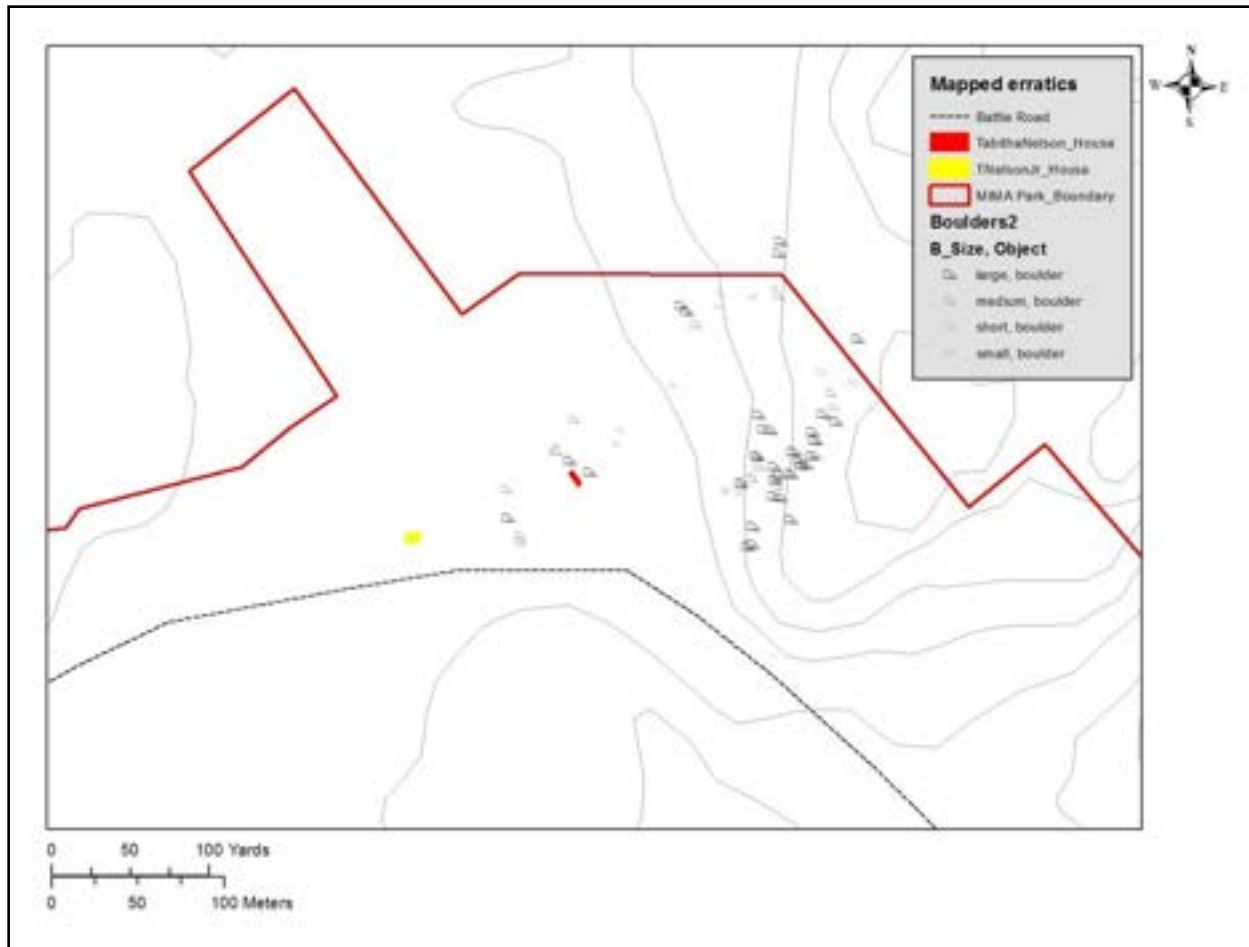 N
W E
S
Mapped erratics
Battle Road
TabithaNelson_House
TNelsonJr_House
MIMA Park_Boundary
Boulders2
B_Size, Object
large, boulder
medium, boulder
short, boulder
small, boulder
0 50 100 Yards
0 50 100 Meters